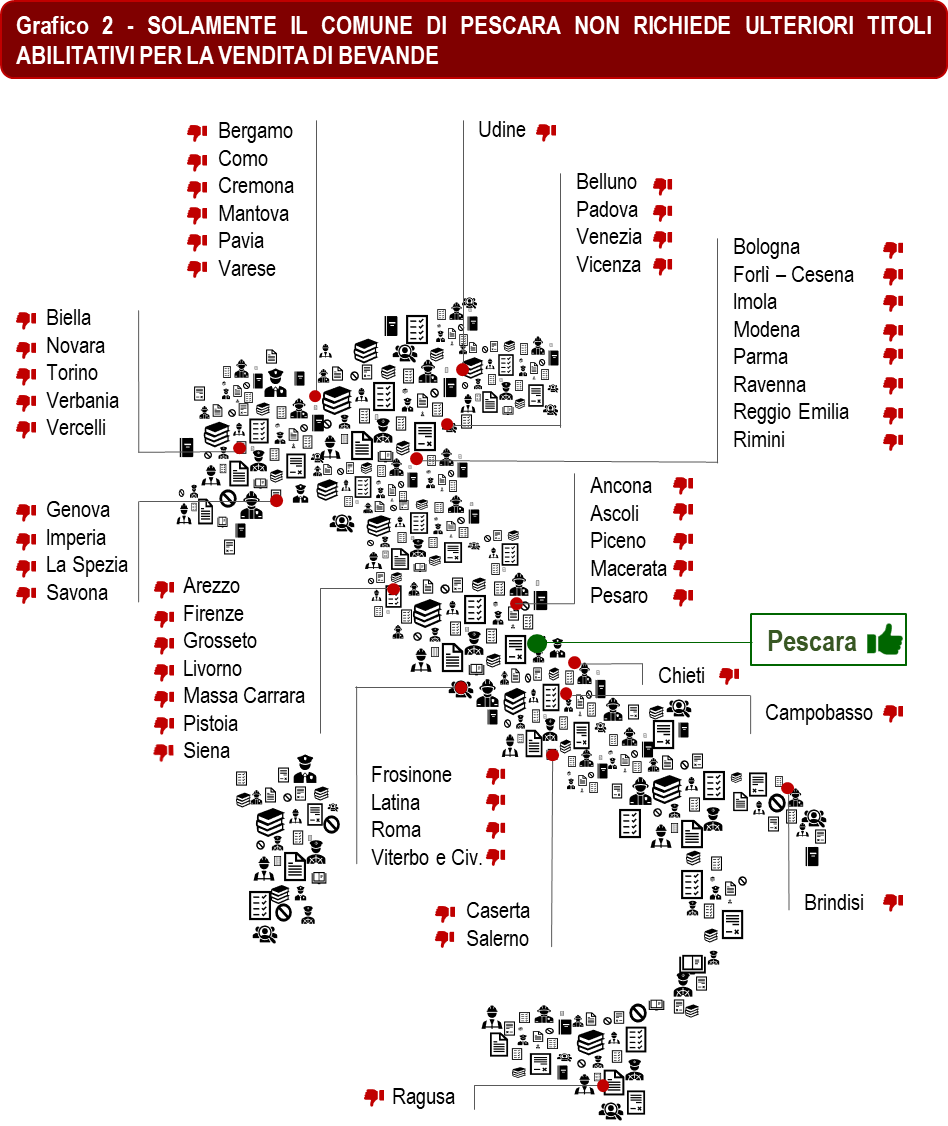 Grafico 2 - SOLAMENTE IL COMUNE DI PESCARA NON RICHIEDE ULTERIORI TITOLI
ABILITATIVI PER LA VENDITA DI BEVANDE
Bergamo
Como
Cremona
Mantova
Pavia
Varese
Udine
Belluno
Padova
Venezia
Vicenza
Bologna
Forlì – Cesena
Imola
Modena
Parma
Ravenna
Reggio Emilia
Rimini
Biella
Novara
Torino
Verbania
Vercelli
Genova
Imperia
La Spezia
Savona
Ancona
Ascoli
Piceno
Macerata
Pesaro
Arezzo
Firenze
Grosseto
Livorno
Massa Carrara
Pistoia
Siena
Pescara
Chieti
Campobasso
Frosinone
Latina
Roma
Viterbo e Civ.
Caserta
Salerno
Brindisi
Ragusa